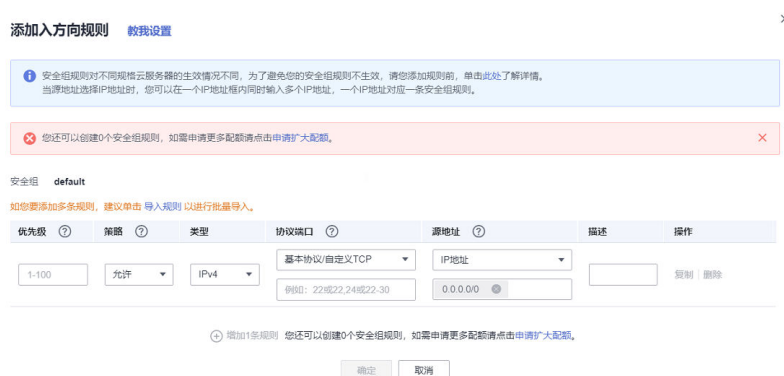 添加入方向规则 教我设置
安全组规则对不同规格云服务器的生效情况不同，为了避免您的安全组规则不生效，请您添加规则前，单击此处了解详情。
当源地址选择IP地址时，您可以在一个IP地址框内同时输入多个IP地址，一个IP地址对应一条安全组规则。
您还可以创建0个安全组规则，如需申请更多配额请点击申请扩大配额。
安全组 default
如您要添加多条规则，建议单击 导入规则 以进行批量导入。
优先级 策略 类型 协议端口 源地址 描述 操作
基本协议/自定义TCP IP地址
1-100 允许 IPv4 复制 删除
例如：22或22,24或22-30 0.0.0.0/0
增加1条规则 您还可以创建0个安全组规则，如需申请更多配额请点击申请扩大配额。
确定 取消